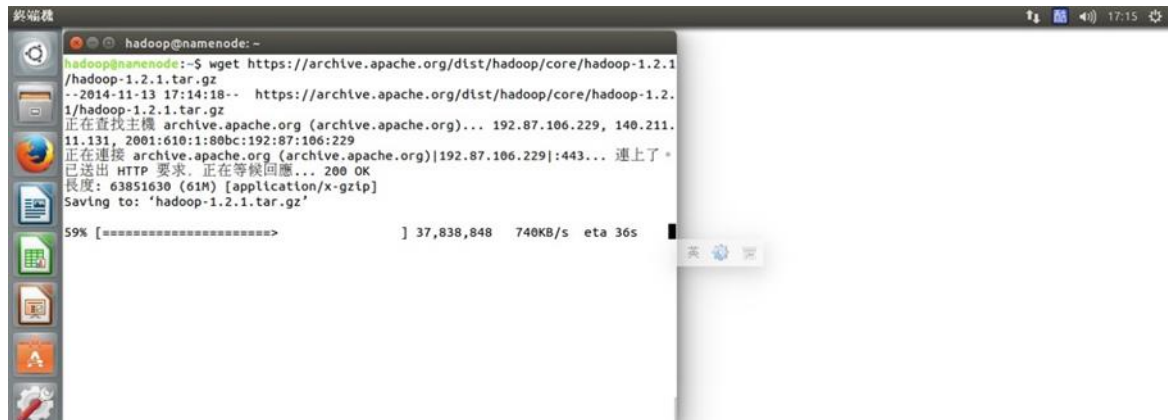 終端機
酷
17:15
hadoop@namenode: ~
hadoop@namenode:~$ wget https://archive.apache.org/dist/hadoop/core/hadoop-1.2.1
/hadoop-1.2.1.tar.gz
--2014-11-13 17:14:18--  https://archive.apache.org/dist/hadoop/core/hadoop-1.2.
1/hadoop-1.2.1.tar.gz
正在查找主機 archive.apache.org (archive.apache.org)... 192.87.106.229, 140.211.
11.131, 2001:610:1:80bc:192:87:106:229
正在連接 archive.apache.org (archive.apache.org)|192.87.106.229|:443... 連上了。
已送出 HTTP 要求，正在等候回應... 200 OK
長度: 63851630 (61M) [application/x-gzip]
Saving to: ‘hadoop-1.2.1.tar.gz’
59% [======================>                ] 37,838,848   740KB/s  eta 36s
英